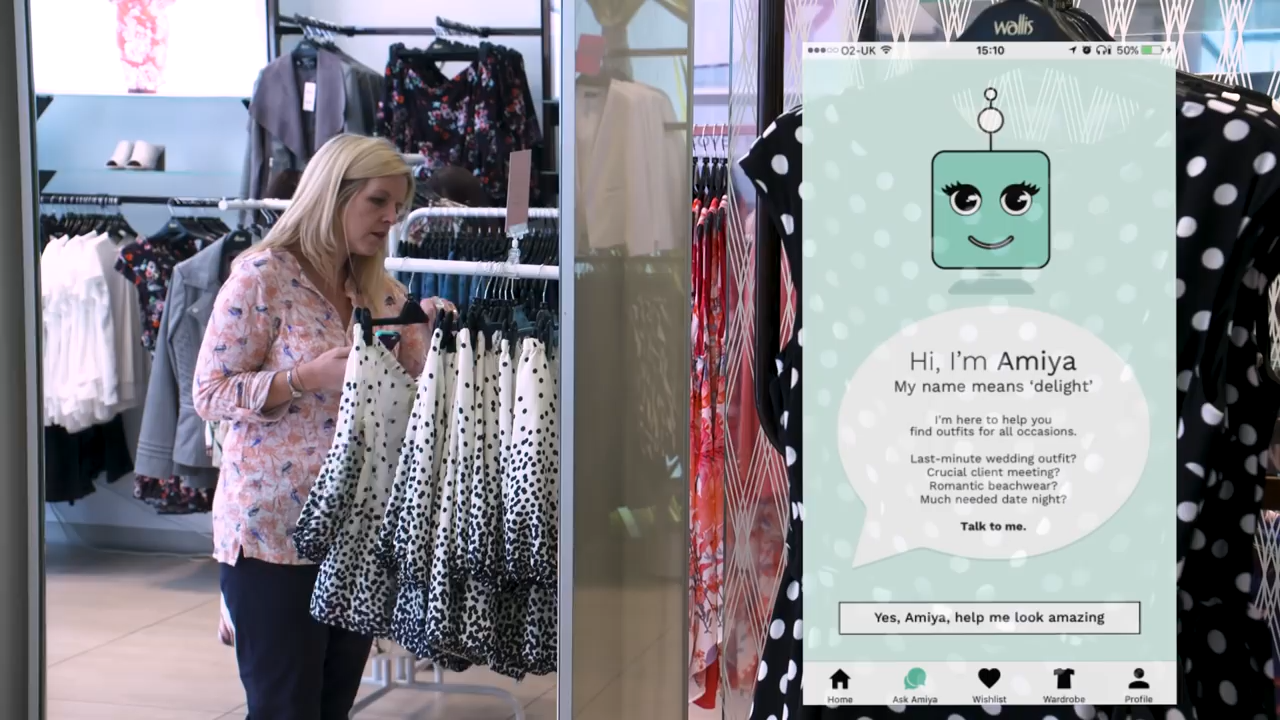 wallis
O2-UK
15:10
50%
Hi, I'm Amiya
My name means 'delight'
I'm here to help you
find outfits for all occasions.
Last-minute wedding outfit?
Crucial client meeting?
Romantic beachwear?
Much needed date night?
Talk to me.
Yes, Amiya, help me look amazing
Home
Ask Amiya
Wishlist
Wardrobe
Profile